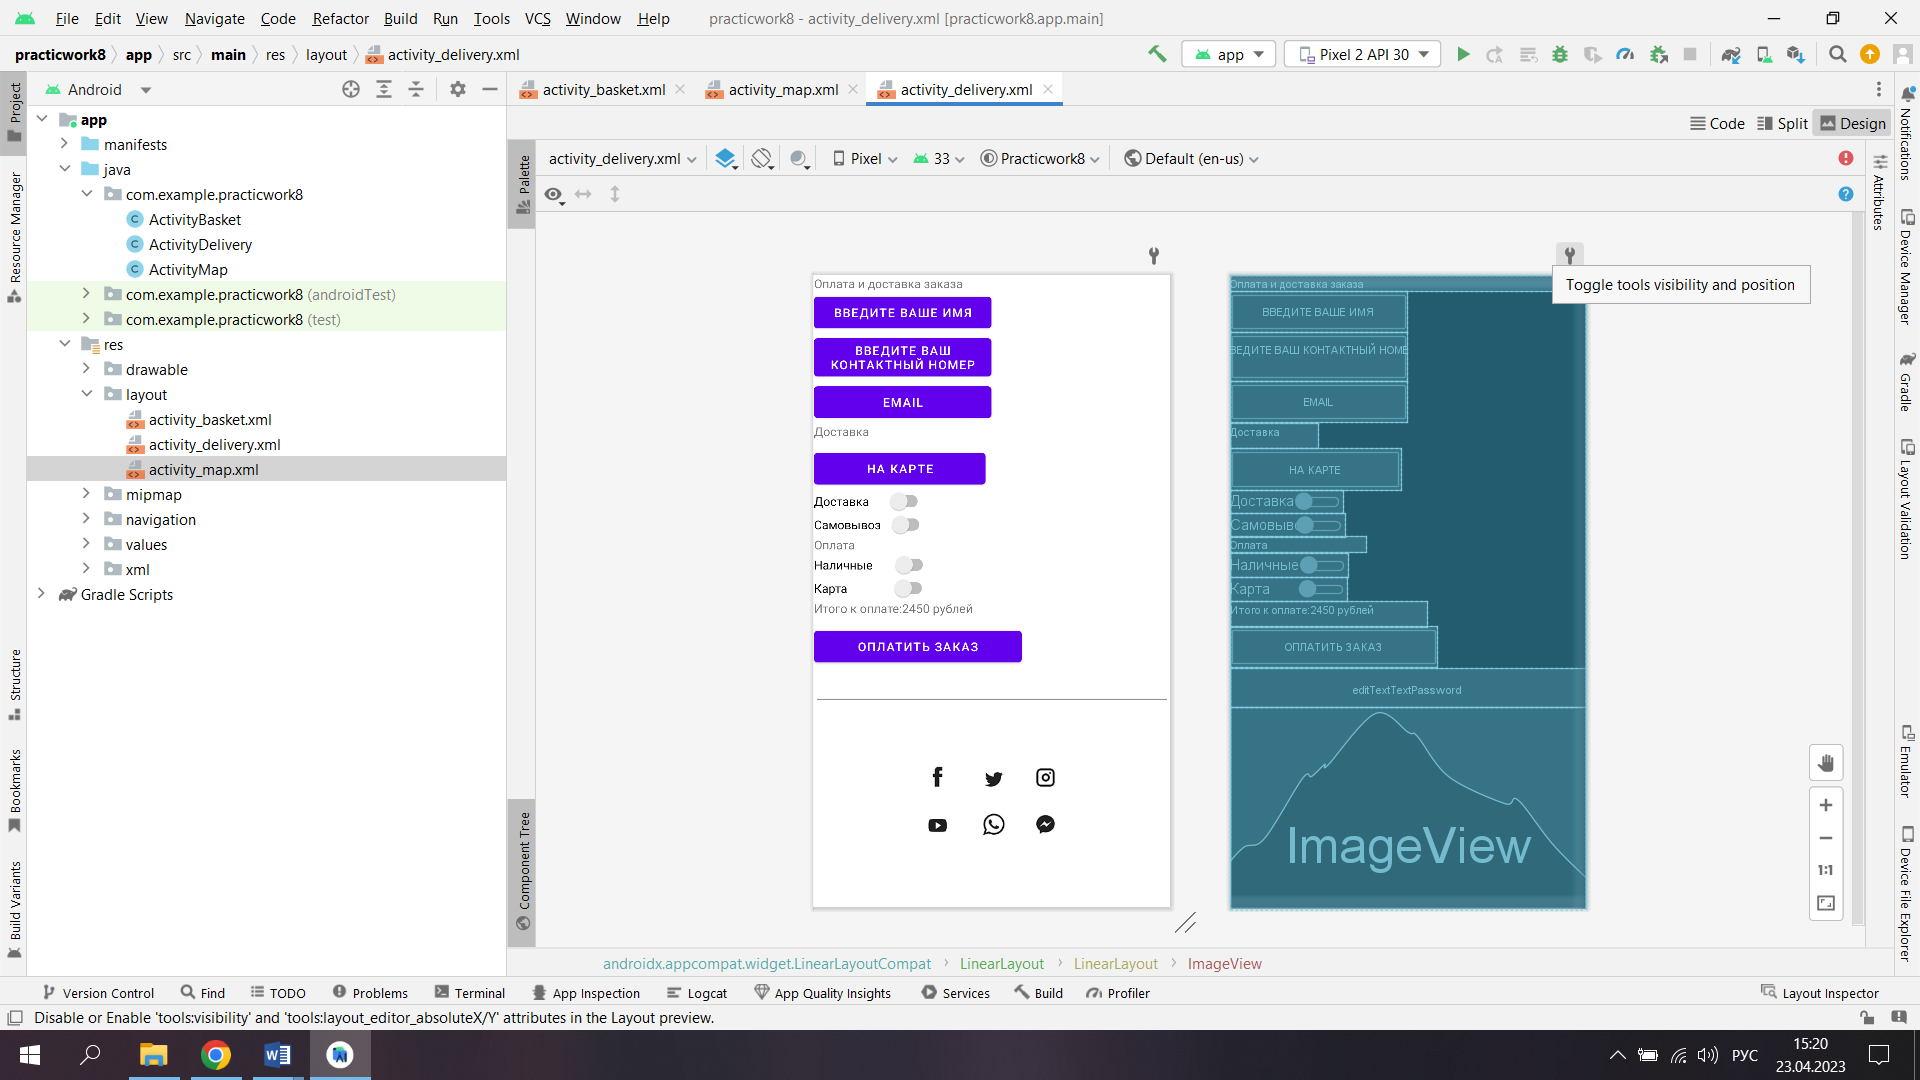 File Edit View Navigate Code Refactor Build Run Tools VCS Window Help practicwork8 - activity_delivery.xml [practicwork8.app.main]
practicwork8 app src main res layout activity_delivery.xml app Pixel 2 API 30
Project
Resource Manager
Structure
Bookmarks
Build Variants
Android
app
manifests
java
com.example.practicwork8
ActivityBasket
ActivityDelivery
ActivityMap
com.example.practicwork8 (androidTest)
com.example.practicwork8 (test)
res
drawable
layout
activity_basket.xml
activity_delivery.xml
activity_map.xml
mipmap
navigation
values
xml
Gradle Scripts
activity_basket.xml activity_map.xml activity_delivery.xml
Code Split Design
Palette
Component Tree
activity_delivery.xml Pixel 33 Practicwork8 Default (en-us)
Toggle tools visibility and position
Оплата и доставка заказа
ВВЕДИТЕ ВАШЕ ИМЯ
ВВЕДИТЕ ВАШ
КОНТАКТНЫЙ НОМЕР
EMAIL
Доставка
НА КАРТЕ
Доставка
Самовывоз
Оплата
Наличные
Карта
Итого к оплате:2450 рублей
ОПЛАТИТЬ ЗАКАЗ
Оплата и доставка заказа
ВВЕДИТЕ ВАШЕ ИМЯ
ВЕДИТЕ ВАШ КОНТАКТНЫЙ НОМЕ
EMAIL
Доставка
НА КАРТЕ
Доставка
Самовыв
Оплата
Наличные
Карта
Итого к оплате:2450 рублей
ОПЛАТИТЬ ЗАКАЗ
editTextTextPassword
ImageView
1:1
Attributes
Notifications
Device Manager
Gradle
Layout Validation
Emulator
Device File Explorer
androidx.appcompat.widget.LinearLayoutCompat LinearLayout LinearLayout ImageView
Version Control Find TODO Problems Terminal App Inspection Logcat App Quality Insights Services Build Profiler Layout Inspector
Disable or Enable 'tools:visibility' and 'tools:layout_editor_absoluteX/Y' attributes in the Layout preview.
РУС
15:20
23.04.2023